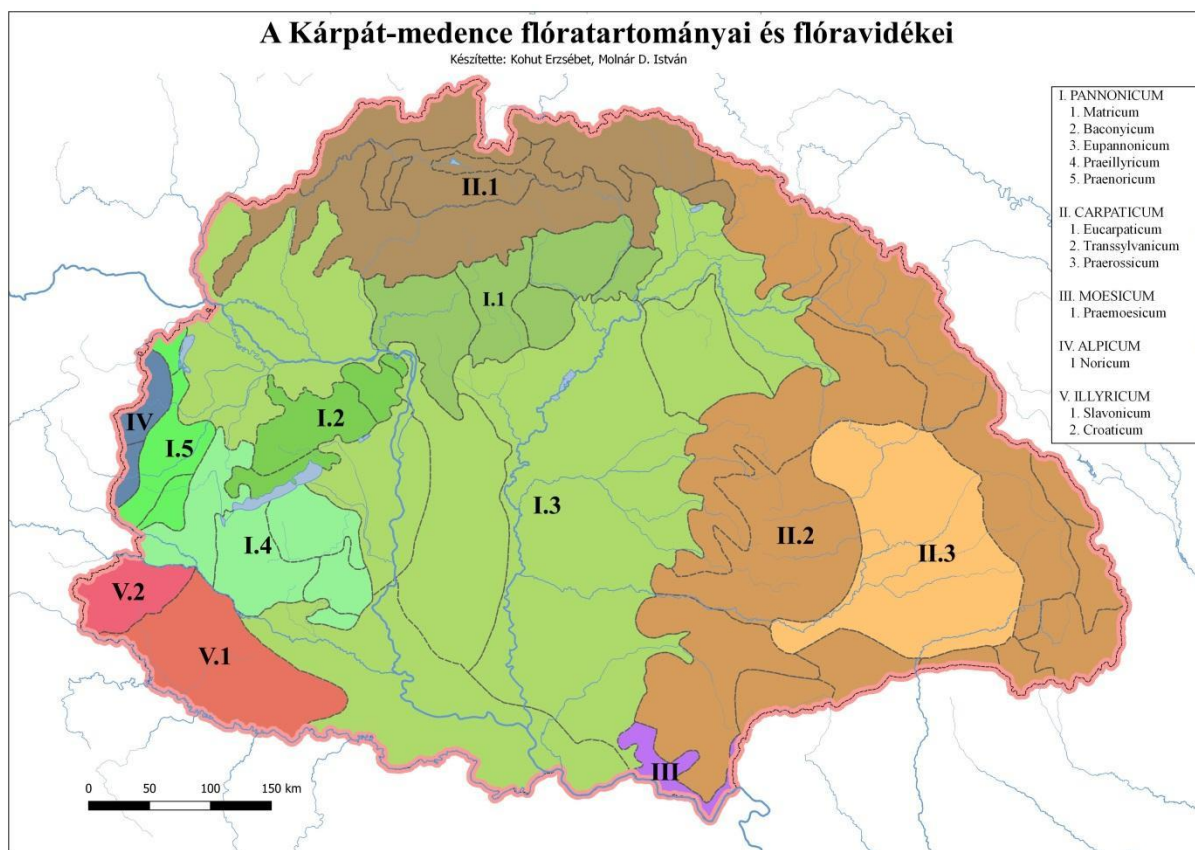 A Kárpát-medence flóratartományai és flóravidékei
Készítette: Kohut Erzsébet, Molnár D. István
I. PANNONICUM
1. Matricum
2. Baconyicum
3. Eupannonicum
4. Praeillyricum
5. Praenoricum
II. CARPATICUM
1. Eucarpaticum
2. Transsylvanicum
3. Praerossicum
III. MOESICUM
1. Praemoesicum
IV. ALPICUM
1 Noricum
V. ILLYRICUM
1. Slavonicum
2. Croaticum
II.1
I.1
I.2
IV
I.5
I.3
I.4
II.2
II.3
V.2
V.1
III
0 50 100 150 km